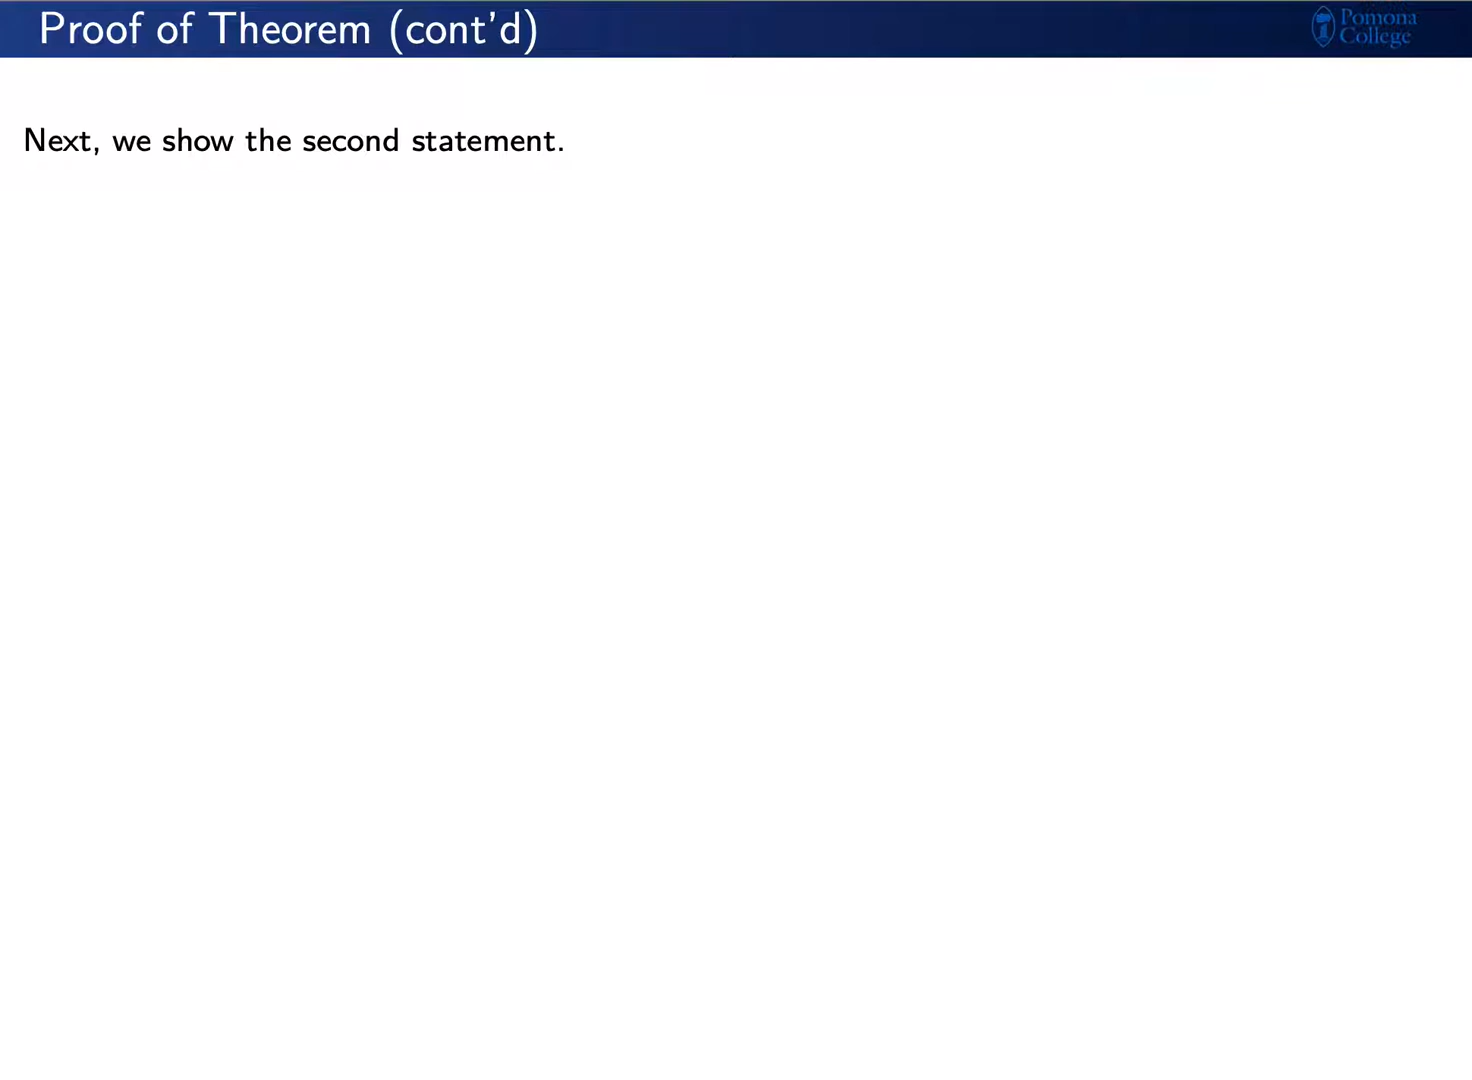 Proof of Theorem (cont'd)
Pomona
College
Next, we show the second statement.